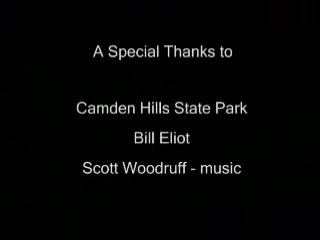 A Special Thanks to
Camden Hills State Park
Bill Eliot
Scott Woodruff - music